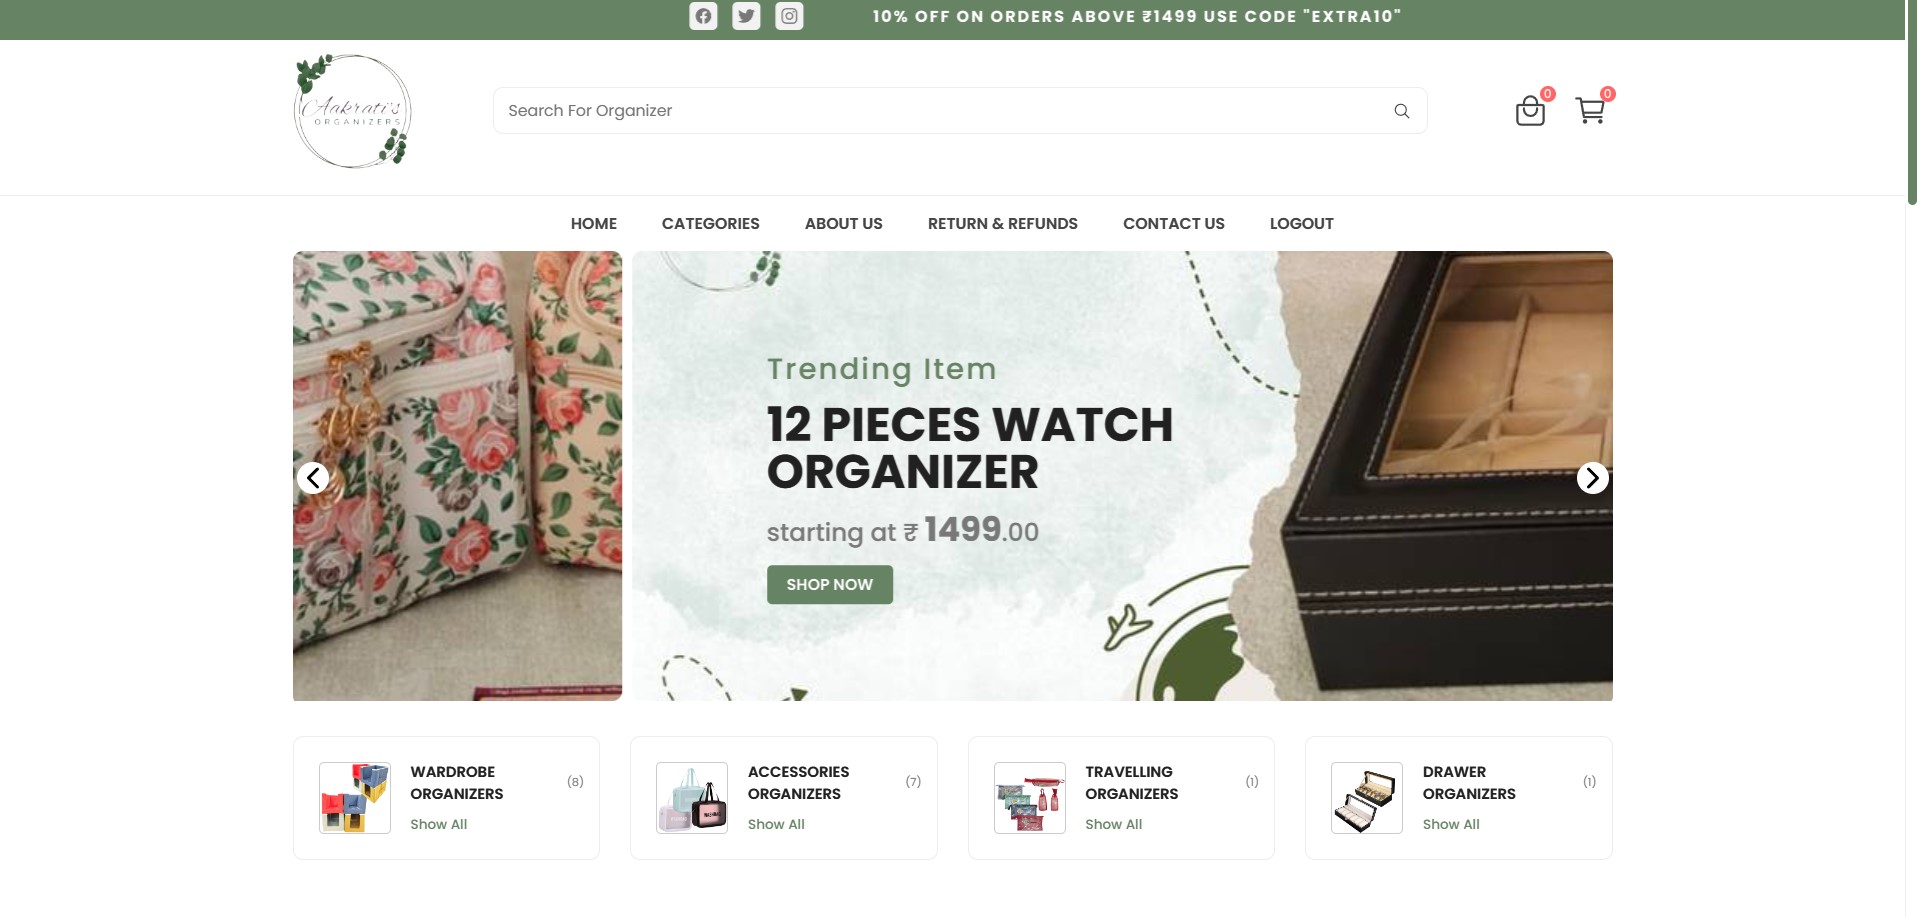 10% OFF ON ORDERS ABOVE ₹1499 USE CODE "EXTRA10"
Aakrati's
ORGANIZERS
Search For Organizer
0
0
HOME CATEGORIES ABOUT US RETURN & REFUNDS CONTACT US LOGOUT
Trending Item
12 PIECES WATCH
ORGANIZER
starting at ₹ 1499.00
SHOP NOW
WARDROBE
ORGANIZERS
(8)
Show All
ACCESSORIES
ORGANIZERS
(7)
Show All
TRAVELLING
ORGANIZERS
(1)
Show All
DRAWER
ORGANIZERS
(1)
Show All